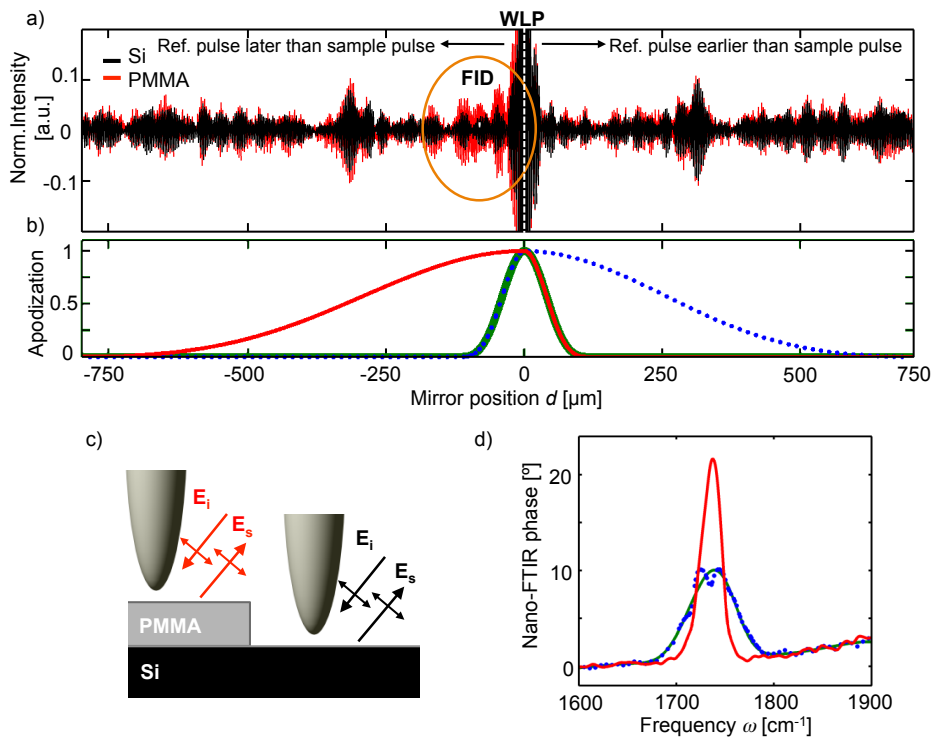 a)
WLP
Ref. pulse later than sample pulse
Ref. pulse earlier than sample pulse
Si
PMMA
FID
Norm.Intensity
[a.u.]
0.1
0
-0.1
b)
Apodization
1
0.5
0
-750
-500
-250
0
250
500
750
Mirror position d [µm]
c)
Ei
Es
Ei
Es
PMMA
Si
d)
Nano-FTIR phase [º]
20
10
0
1600
1700
1800
1900
Frequency ω [cm-1]